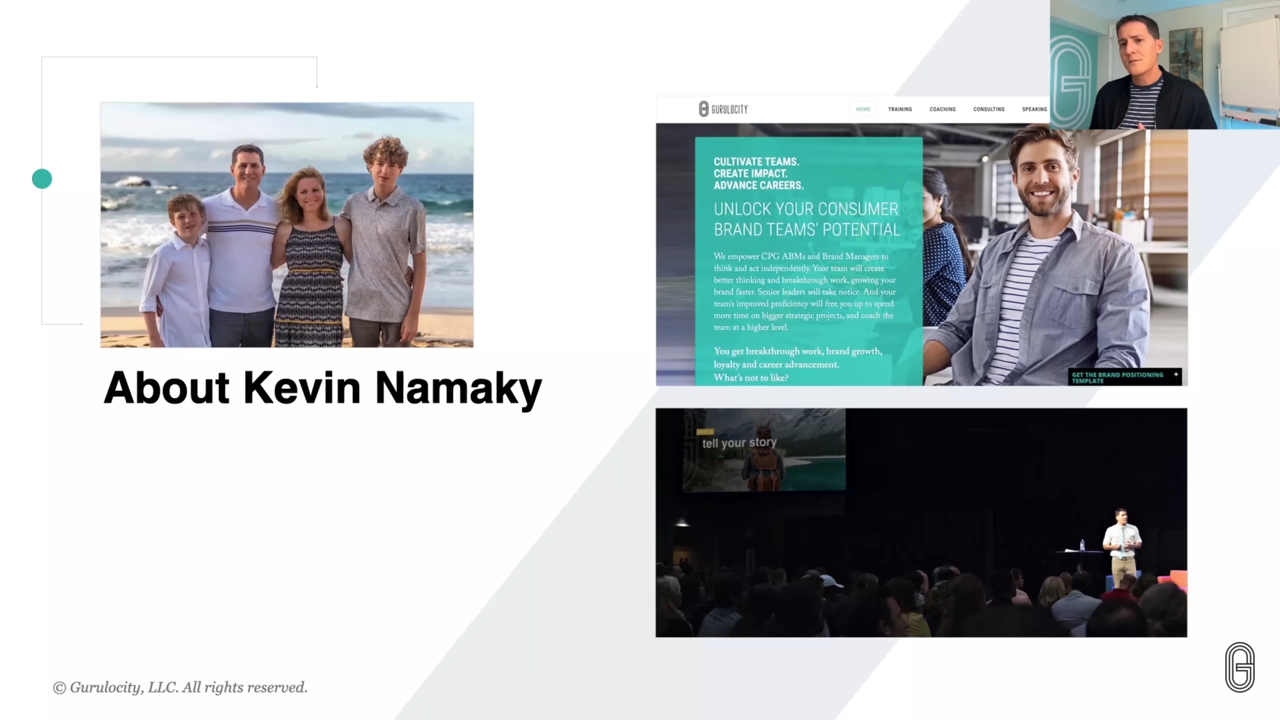 About Kevin Namaky
© Gurulocity, LLC. All rights reserved.
GURULOCITY
HOME TRAINING COACHING CONSULTING SPEAKING
CULTIVATE TEAMS.
CREATE IMPACT.
ADVANCE CAREERS.
UNLOCK YOUR CONSUMER
BRAND TEAMS' POTENTIAL
We empower CPG ABMs and Brand Managers to
think and act independently. Your team will create
better thinking and breakthrough work, growing your
brand faster. Senior leaders will take notice. And your
team's improved proficiency will free you up to spend
more time on bigger strategic projects, and coach the
team at a higher level.
You get breakthrough work, brand growth,
loyalty and career advancement.
What's not to like?
GET THE BRAND POSITIONING +
TEMPLATE
tell your story
G
G